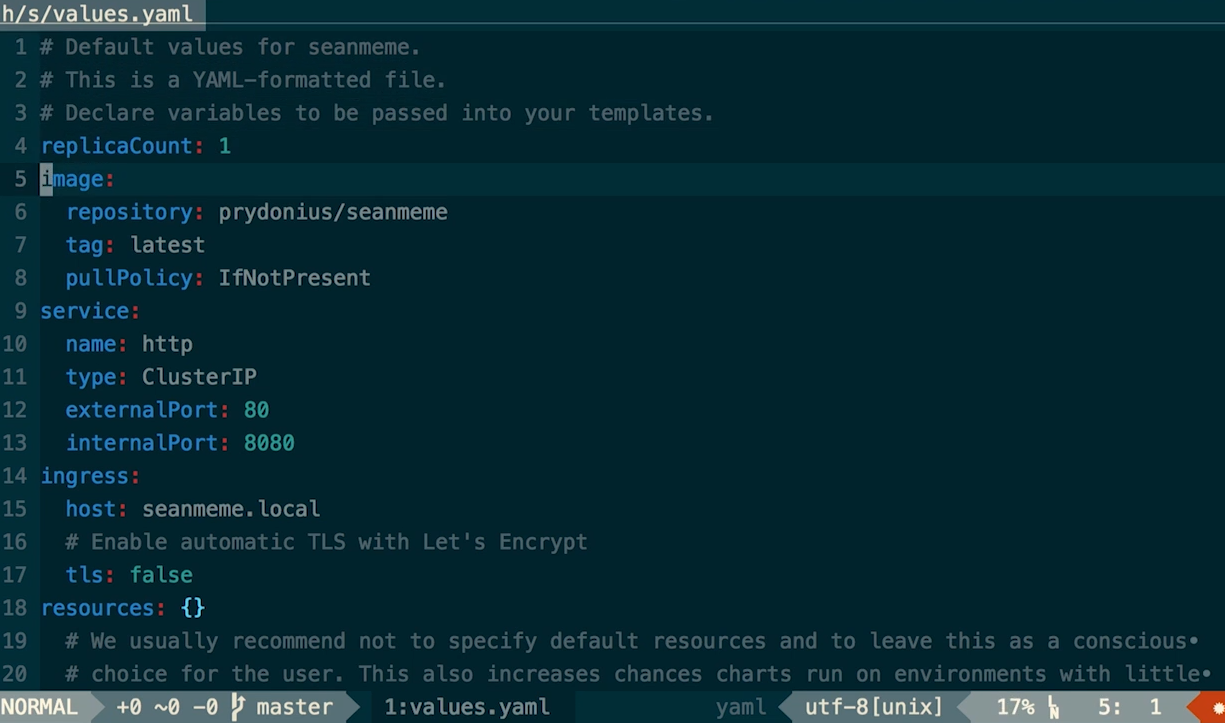 h/s/values.yaml
1 # Default values for seanmeme.
2 # This is a YAML-formatted file.
3 # Declare variables to be passed into your templates.
4 replicaCount: 1
5 image:
6   repository: prydonius/seanmeme
7   tag: latest
8   pullPolicy: IfNotPresent
9 service:
10   name: http
11   type: ClusterIP
12   externalPort: 80
13   internalPort: 8080
14 ingress:
15   host: seanmeme.local
16   # Enable automatic TLS with Let's Encrypt
17   tls: false
18 resources: {}
19   # We usually recommend not to specify default resources and to leave this as a conscious•
20   # choice for the user. This also increases chances charts run on environments with little•
NORMAL +0 ~0 -0 master 1:values.yaml yaml utf-8[unix] 17% LN 5: 1